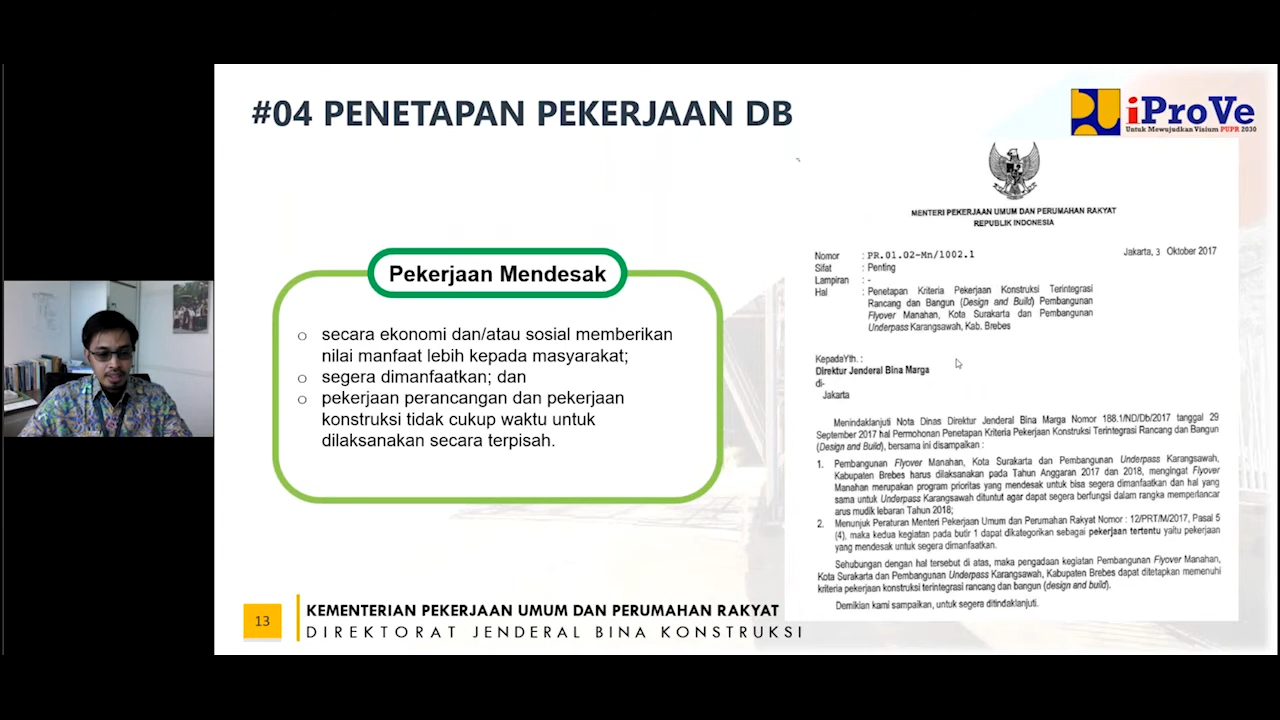 #04 PENETAPAN PEKERJAAN DB
iProVe
Untuk Mewujudkan Visium PUPR 2030
Pekerjaan Mendesak
o secara ekonomi dan/atau sosial memberikan
nilai manfaat lebih kepada masyarakat;
o segera dimanfaatkan; dan
o pekerjaan perancangan dan pekerjaan
konstruksi tidak cukup waktu untuk
dilaksanakan secara terpisah.
MENTERI PEKERJAAN UMUM DAN PERUMAHAN RAKYAT
REPUBLIK INDONESIA
Nomor : PR.01.02-Mn/1002.1
Jakarta, 3 Oktober 2017
Sifat : Penting
Lampiran : -
Hal : Penetapan Kriteria Pekerjaan Konstruksi Terintegrasi
Rancang dan Bangun (Design and Build) Pembangunan
Flyover Manahan, Kota Surakarta dan Pembangunan
Underpass Karangsawah, Kab. Brebes
KepadaYth. :
Direktur Jenderal Bina Marga
di-
Jakarta
Menindaklanjuti Nota Dinas Direktur Jenderal Bina Marga Nomor 188.1/ND/Db/2017 tanggal 29
September 2017 hal Permohonan Penetapan Kriteria Pekerjaan Konstruksi Terintegrasi Rancang dan Bangun
(Design and Build), bersama ini disampaikan :
1. Pembangunan Flyover Manahan, Kota Surakarta dan Pembangunan Underpass Karangsawah,
Kabupaten Brebes harus dilaksanakan pada Tahun Anggaran 2017 dan 2018, mengingat Flyover
Manahan merupakan program prioritas yang mendesak untuk bisa segera dimanfaatkan dan hal yang
sama untuk Underpass Karangsawah dituntut agar dapat segera berfungsi dalam rangka memperlancar
arus mudik lebaran Tahun 2018;
2. Menunjuk Peraturan Menteri Pekerjaan Umum dan Perumahan Rakyat Nomor : 12/PRT/M/2017, Pasal 5
(4), maka kedua kegiatan pada butir 1 dapat dikategorikan sebagai pekerjaan tertentu yaitu pekerjaan
yang mendesak untuk segera dimanfaatkan.
Sehubungan dengan hal tersebut di atas, maka pengadaan kegiatan Pembangunan Flyover Manahan,
Kota Surakarta dan Pembangunan Underpass Karangsawah, Kabupaten Brebes dapat ditetapkan memenuhi
kriteria pekerjaan konstruksi terintegrasi rancang dan bangun (design and build).
Demikian kami sampaikan, untuk segera ditindaklanjuti.
13
KEMENTERIAN PEKERJAAN UMUM DAN PERUMAHAN RAKYAT
DIREKTORAT JENDERAL BINA KONSTRUKSI